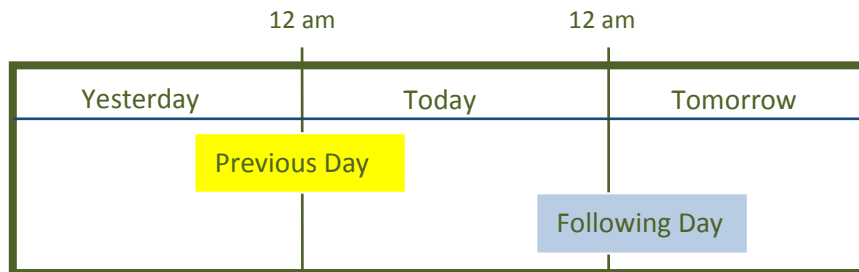 12 am 12 am
Yesterday Today Tomorrow
Previous Day
Following Day